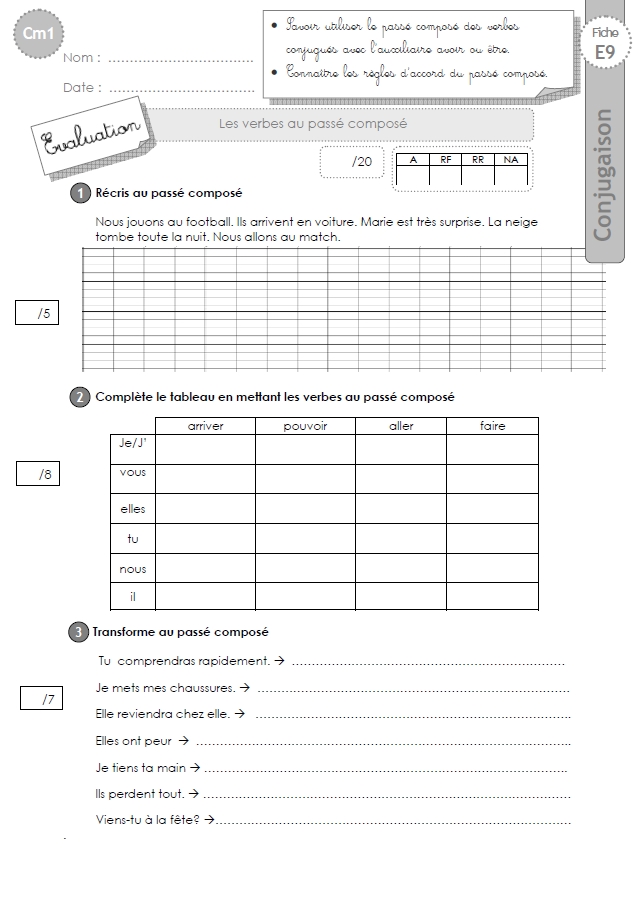 Cm1
Nom : ................................
Date : ................................
• Savoir utiliser le passé composé des verbes
conjugués avec l'auxiliaire avoir ou être.
• Connaître les règles d'accord du passé composé.
Fiche
E9
Conjugaison
Evaluation
Les verbes au passé composé
/20
A RF RR NA
1 Récris au passé composé
Nous jouons au football. Ils arrivent en voiture. Marie est très surprise. La neige
tombe toute la nuit. Nous allons au match.
/5
2 Complète le tableau en mettant les verbes au passé composé
arriver pouvoir aller faire
Je/J'
vous
/8
elles
tu
nous
il
3 Transforme au passé composé
Tu comprendras rapidement. → ................................
Je mets mes chaussures. → ................................
/7
Elle reviendra chez elle. → ................................
Elles ont peur → ................................
Je tiens ta main → ................................
Ils perdent tout. → ................................
Viens-tu à la fête? → ................................